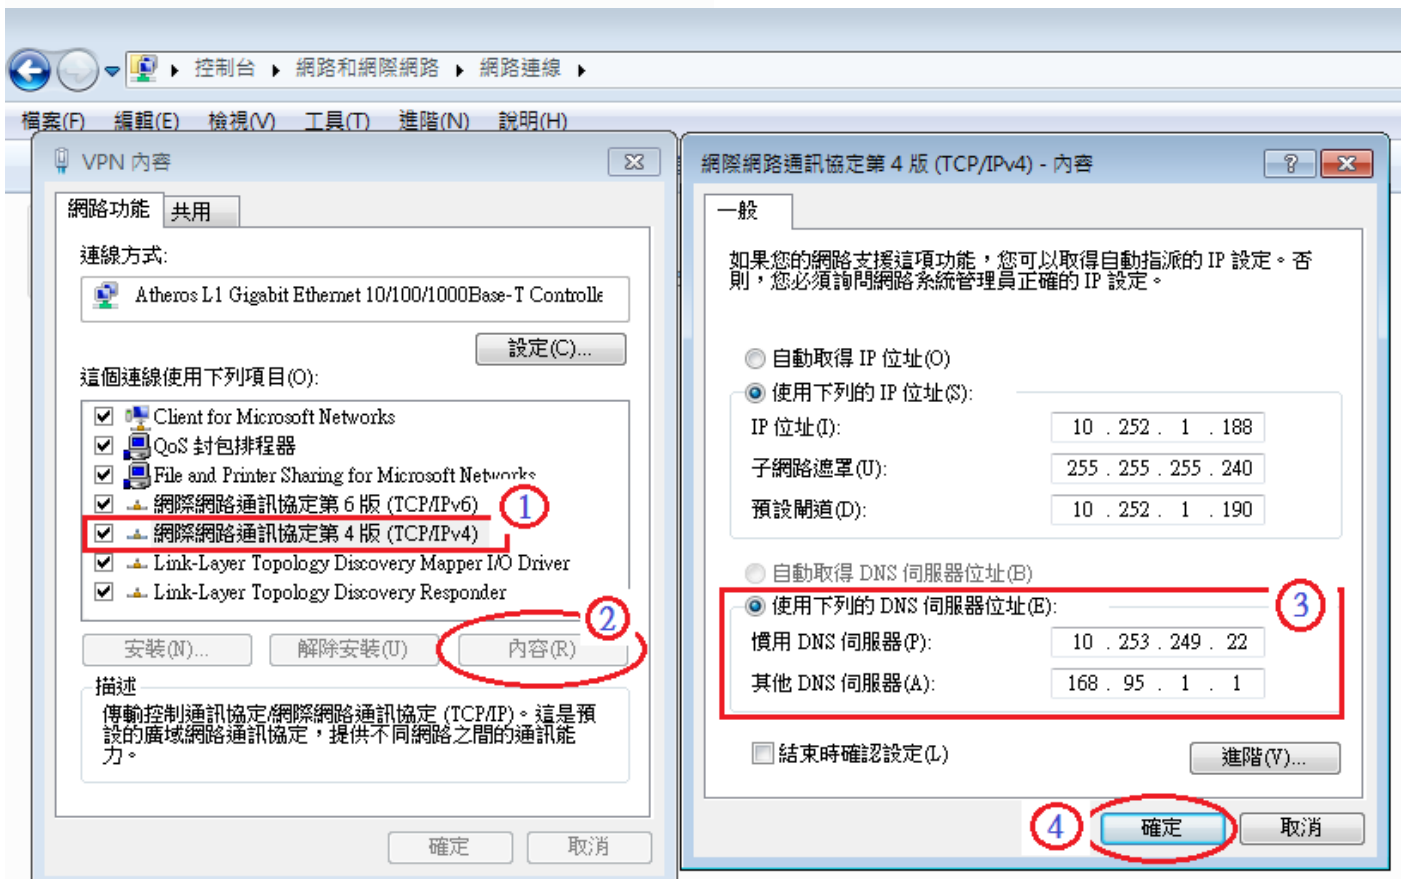 控制台
網路和網際網路
網路連線
檔案(F) 編輯(E) 檢視(V) 工具(T) 進階(N) 說明(H)
VPN 內容
網路功能
共用
連線方式:
Atheros L1 Gigabit Ethernet 10/100/1000Base-T Controlle
設定(C)...
這個連線使用下列項目(O):
Client for Microsoft Networks
QoS 封包排程器
File and Printer Sharing for Microsoft Networks
網際網路通訊協定第 6 版 (TCP/IPv6)
1
網際網路通訊協定第 4 版 (TCP/IPv4)
Link-Layer Topology Discovery Mapper I/O Driver
Link-Layer Topology Discovery Responder
2
安裝(N)...
解除安裝(U)
內容(R)
描述
傳輸控制通訊協定/網際網路通訊協定 (TCP/IP)。這是預
設的廣域網路通訊協定，提供不同網路之間的通訊能
力。
確定
取消
網際網路通訊協定第 4 版 (TCP/IPv4) - 內容
一般
如果您的網路支援這項功能，您可以取得自動指派的 IP 設定。否
則，您必須詢問網路系統管理員正確的 IP 設定。
自動取得 IP 位址(O)
使用下列的 IP 位址(S):
IP 位址(I): 10 . 252 . 1 . 188
子網路遮罩(U): 255 . 255 . 255 . 240
預設閘道(D): 10 . 252 . 1 . 190
自動取得 DNS 伺服器位址(B)
3
使用下列的 DNS 伺服器位址(E):
慣用 DNS 伺服器(P): 10 . 253 . 249 . 22
其他 DNS 伺服器(A): 168 . 95 . 1 . 1
結束時確認設定(L)
進階(V)...
4
確定
取消